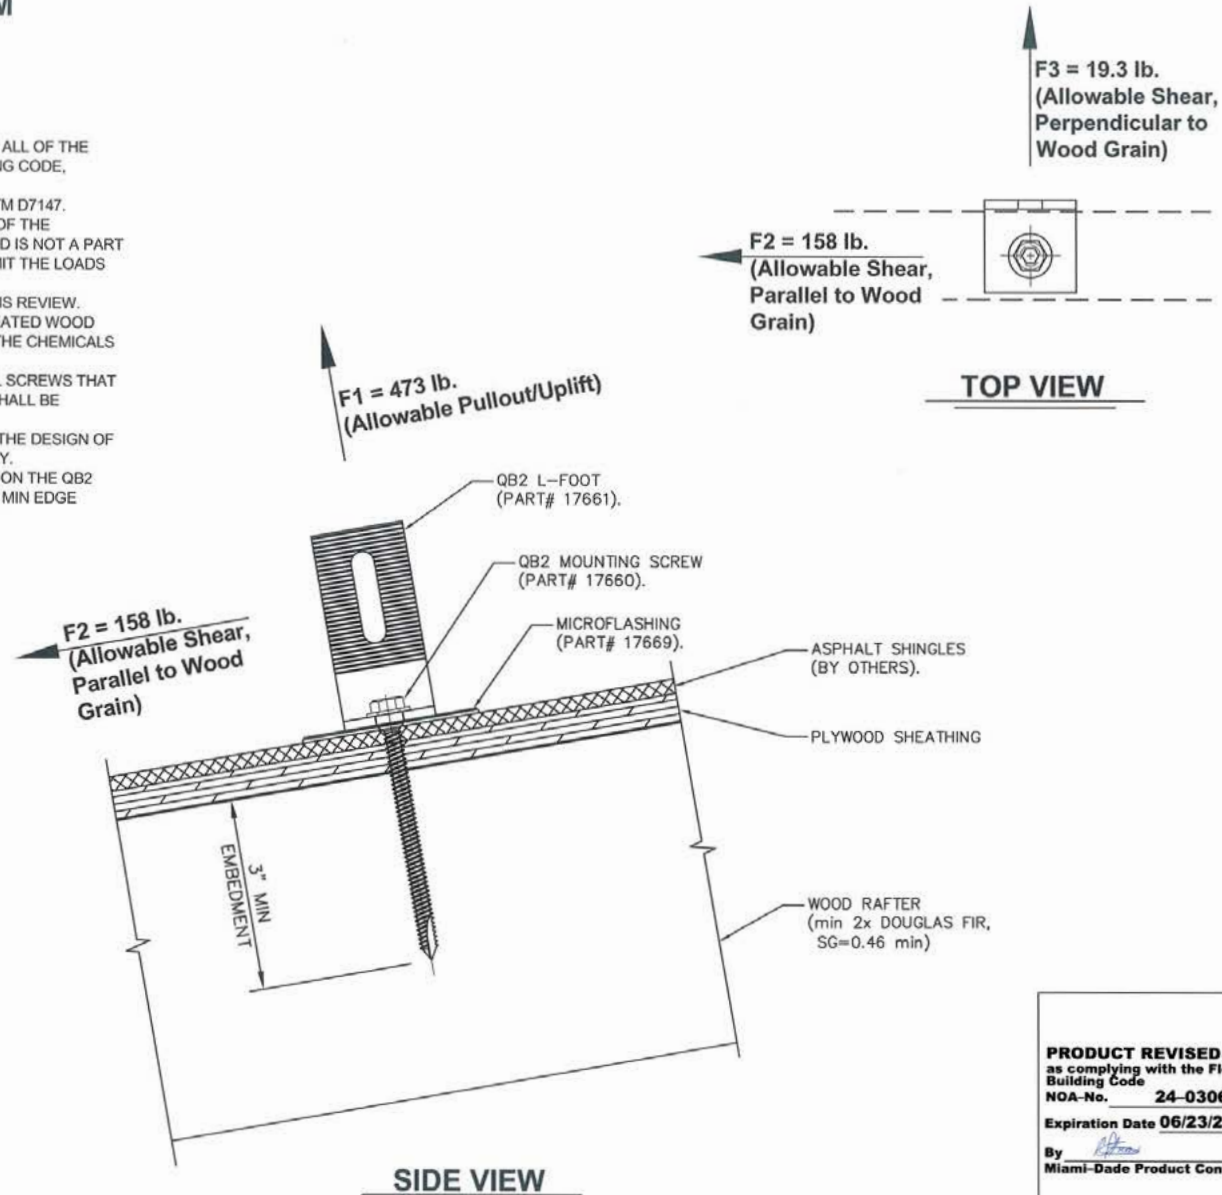 M
ALL OF THE
NG CODE,
TM D7147.
OF THE
D IS NOT A PART
MIT THE LOADS
IS REVIEW.
EATED WOOD
THE CHEMICALS
L SCREWS THAT
HALL BE
THE DESIGN OF
Y.
ON THE QB2
MIN EDGE
F3 = 19.3 lb.
(Allowable Shear,
Perpendicular to
Wood Grain)
F2 = 158 lb.
(Allowable Shear,
Parallel to Wood
Grain)
TOP VIEW
F1 = 473 lb.
(Allowable Pullout/Uplift)
QB2 L-FOOT
(PART# 17661).
QB2 MOUNTING SCREW
(PART# 17660).
MICROFLASHING
(PART# 17669).
F2 = 158 lb.
(Allowable Shear,
Parallel to Wood
Grain)
ASPHALT SHINGLES
(BY OTHERS).
PLYWOOD SHEATHING
3" MIN
EMBEDMENT
WOOD RAFTER
(min 2x DOUGLAS FIR,
SG=0.46 min)
SIDE VIEW
PRODUCT REVISED
as complying with the Fl
Building Code
NOA-No. 24-0306
Expiration Date 06/23/2
By
Miami-Dade Product Con